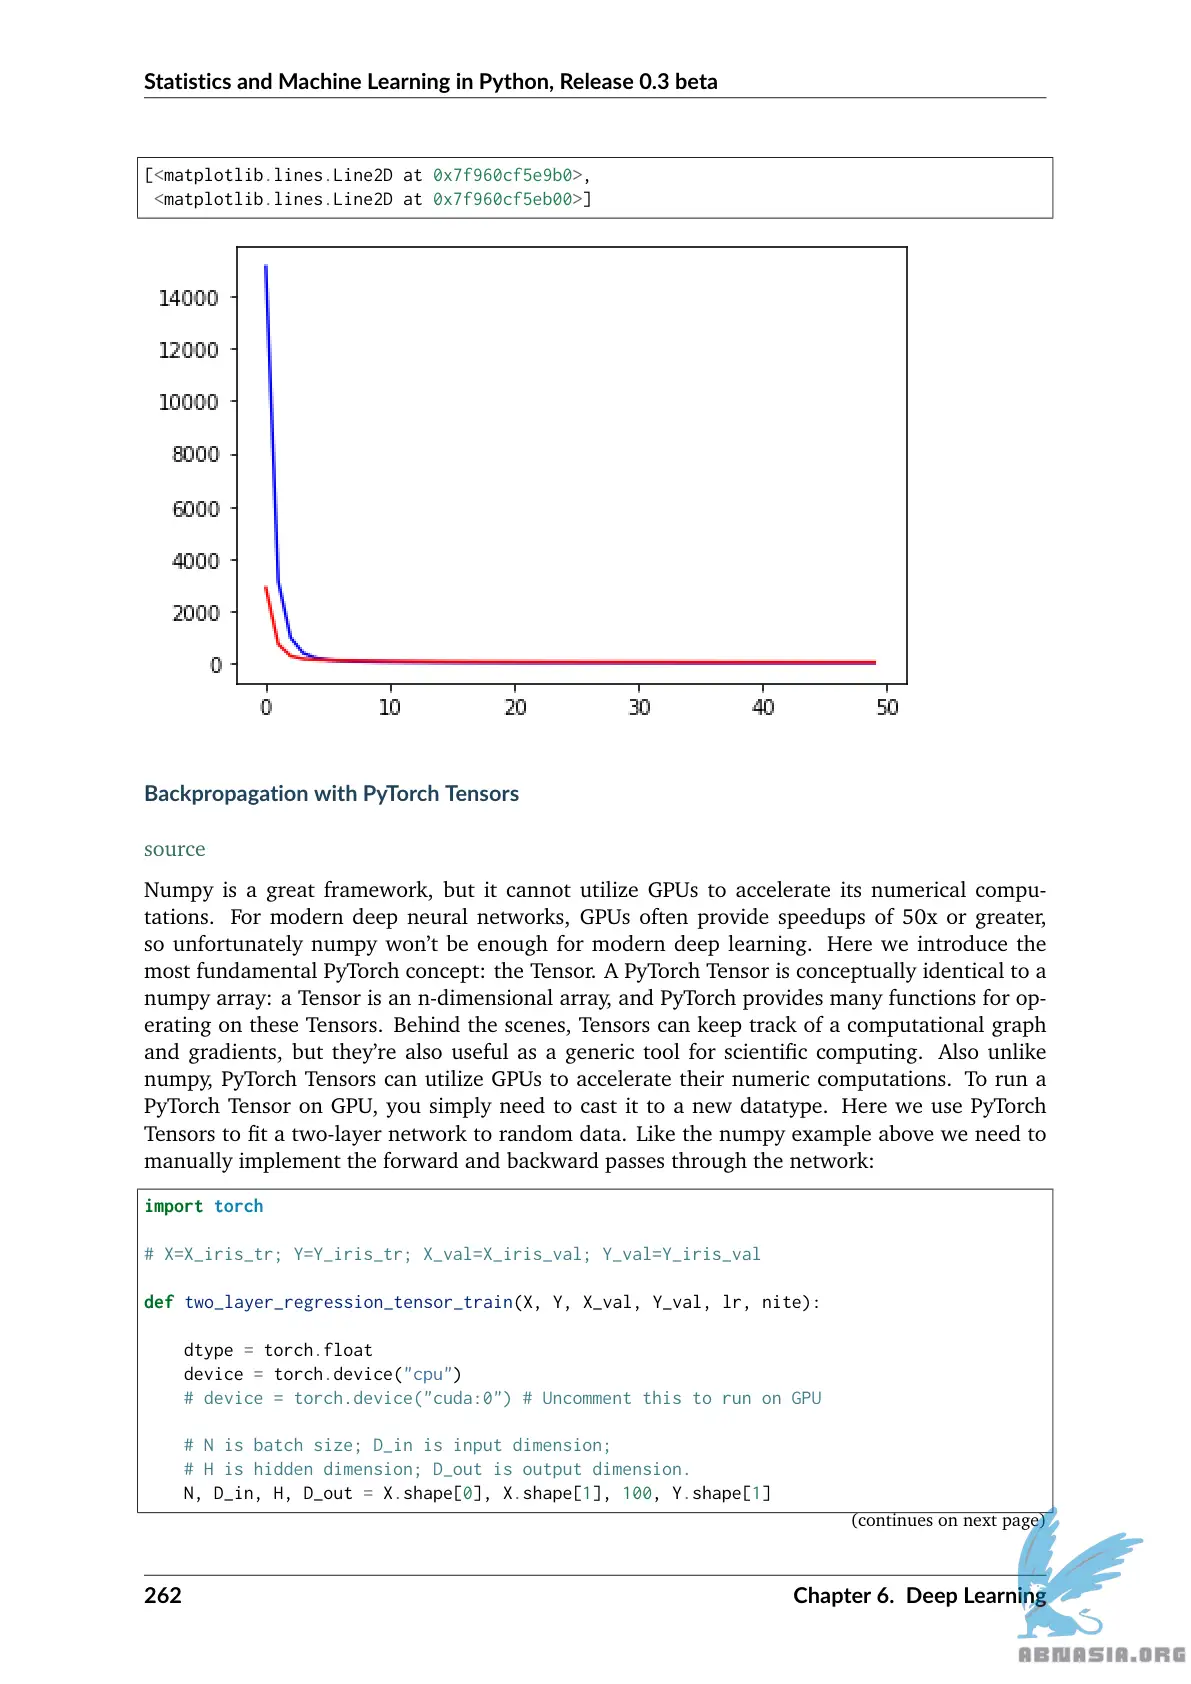 Statistics and Machine Learning in Python, Release 0.3 beta
[<matplotlib.lines.Line2D at 0x7f960cf5e9b0>,
 <matplotlib.lines.Line2D at 0x7f960cf5eb00>]
14000
12000
10000
8000
6000
4000
2000
0
0 10 20 30 40 50
Backpropagation with PyTorch Tensors
source
Numpy is a great framework, but it cannot utilize GPUs to accelerate its numerical compu-
tations. For modern deep neural networks, GPUs often provide speedups of 50x or greater,
so unfortunately numpy won’t be enough for modern deep learning. Here we introduce the
most fundamental PyTorch concept: the Tensor. A PyTorch Tensor is conceptually identical to a
numpy array: a Tensor is an n-dimensional array, and PyTorch provides many functions for op-
erating on these Tensors. Behind the scenes, Tensors can keep track of a computational graph
and gradients, but they’re also useful as a generic tool for scientific computing. Also unlike
numpy, PyTorch Tensors can utilize GPUs to accelerate their numeric computations. To run a
PyTorch Tensor on GPU, you simply need to cast it to a new datatype. Here we use PyTorch
Tensors to fit a two-layer network to random data. Like the numpy example above we need to
manually implement the forward and backward passes through the network:
import torch
# X=X_iris_tr; Y=Y_iris_tr; X_val=X_iris_val; Y_val=Y_iris_val
def two_layer_regression_tensor_train(X, Y, X_val, Y_val, lr, nite):
    dtype = torch.float
    device = torch.device("cpu")
    # device = torch.device("cuda:0") # Uncomment this to run on GPU
    # N is batch size; D_in is input dimension;
    # H is hidden dimension; D_out is output dimension.
    N, D_in, H, D_out = X.shape[0], X.shape[1], 100, Y.shape[1]
(continues on next page)
262 Chapter 6. Deep Learning
ABNASIA.ORG